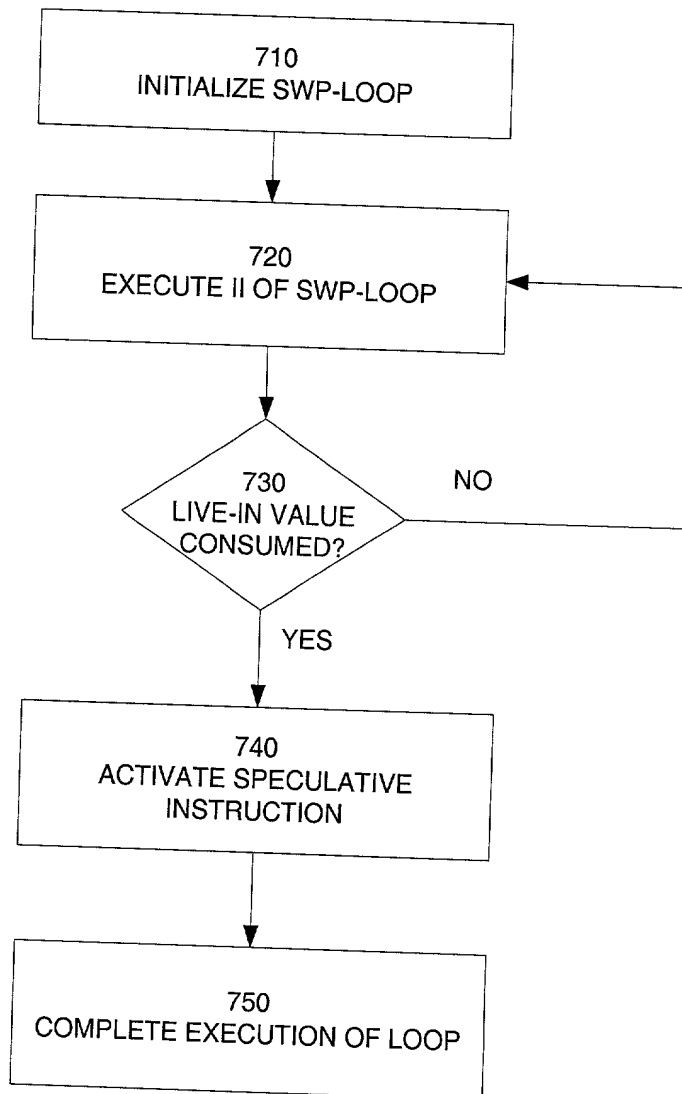 710
INITIALIZE SWP-LOOP
720
EXECUTE II OF SWP-LOOP
730
LIVE-IN VALUE
CONSUMED?
NO
YES
740
ACTIVATE SPECULATIVE
INSTRUCTION
750
COMPLETE EXECUTION OF LOOP